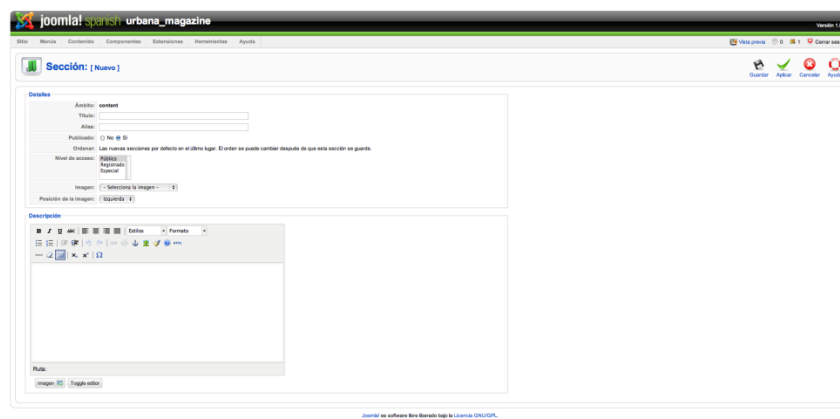 joomla! spanish urbana_magazine
Versión 1.
Sitio Menús Contenido Componentes Extensiones Herramientas Ayuda
Vista previa 0 1 Cerrar ses
Sección: [ Nuevo ]
Guardar Aplicar Cancelar Ayud
Detalles
Ámbito: content
Título:
Alias:
Publicado: No Sí
Ordenar: Las nuevas secciones por defecto en el último lugar. El orden se puede cambiar después de que esta sección se guarde.
Nivel de acceso: Público
Registrado
Especial
Imagen: - Selecciona la imagen -
Posición de la imagen: Izquierda
Descripción
B I U ABC Estilos Formato
HTML
x, x² Ω
Ruta:
Imagen Toggle editor
Joomla! es software libre liberado bajo la Licencia GNU/GPL.